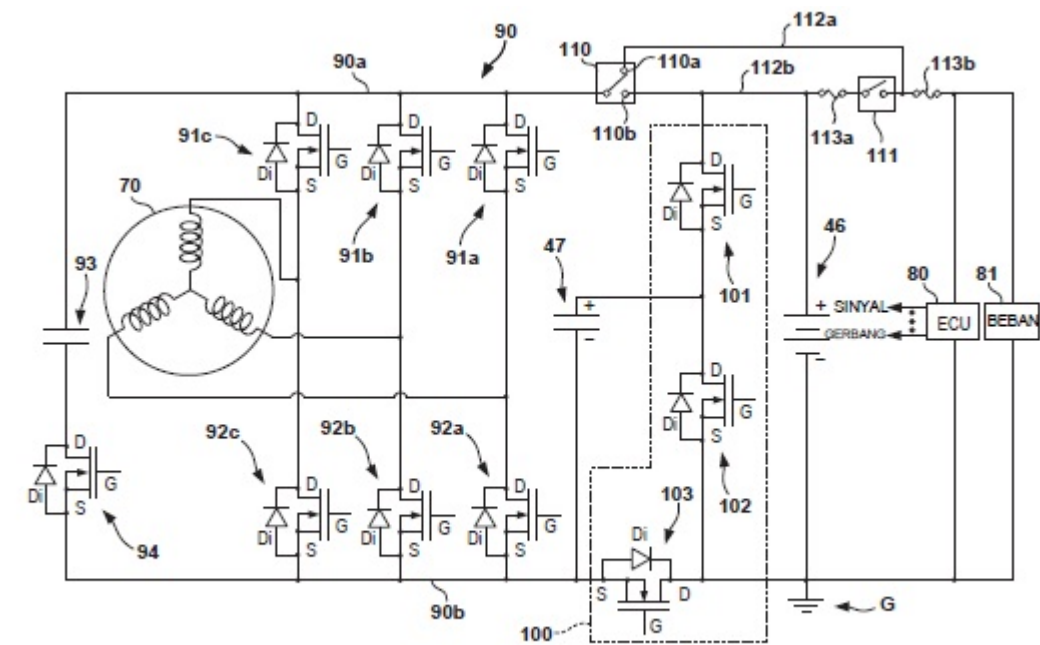 112a
90 110 110a 112b 113b
90a
110b 113a 111
D D D
91c G G G
Di S Di S Di S
D
G
Di
S
70
91b 91a 101
47 46 80 81
93
+ + SINYAL ECU BEBAN
- GERBANG
D
G
Di
S
-
92c 92b 92a 102
D D D
D
G G G G
Di S Di S Di S
Di
S
94
103
Di
S D
G
90b
100
G